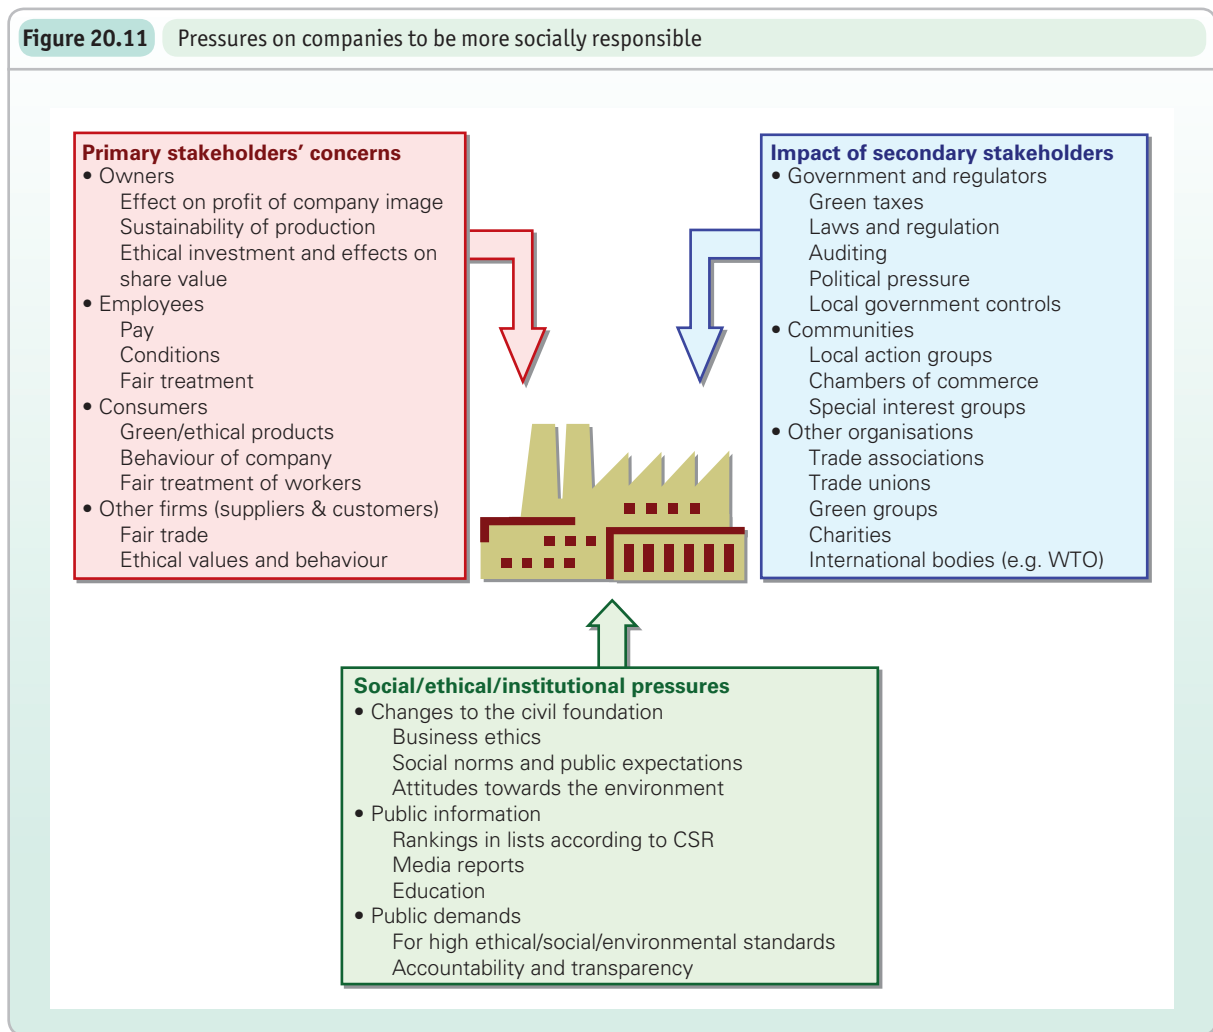 Figure 20.11 Pressures on companies to be more socially responsible
Primary stakeholders’ concerns
• Owners
Effect on profit of company image
Sustainability of production
Ethical investment and effects on
share value
• Employees
Pay
Conditions
Fair treatment
• Consumers
Green/ethical products
Behaviour of company
Fair treatment of workers
• Other firms (suppliers & customers)
Fair trade
Ethical values and behaviour
Impact of secondary stakeholders
• Government and regulators
Green taxes
Laws and regulation
Auditing
Political pressure
Local government controls
• Communities
Local action groups
Chambers of commerce
Special interest groups
• Other organisations
Trade associations
Trade unions
Green groups
Charities
International bodies (e.g. WTO)
Social/ethical/institutional pressures
• Changes to the civil foundation
Business ethics
Social norms and public expectations
Attitudes towards the environment
• Public information
Rankings in lists according to CSR
Media reports
Education
• Public demands
For high ethical/social/environmental standards
Accountability and transparency